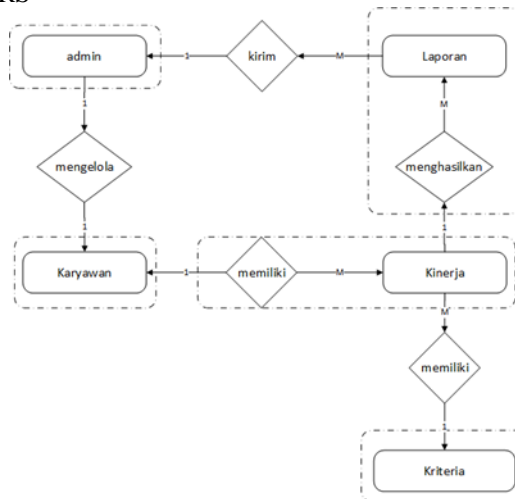 admin
1
kirim
M
Laporan
1
M
mengelola
menghasilkan
1
1
Karyawan
1
memiliki
M
Kinerja
M
memiliki
1
Kriteria